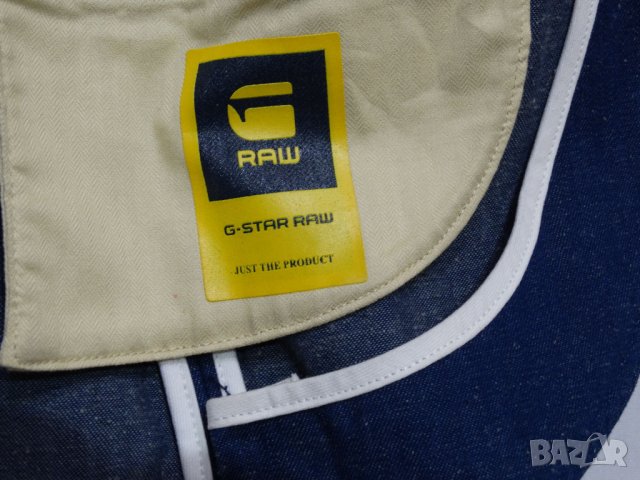 G
RAW
G-STAR RAW
JUST THE PRODUCT
BAZAR